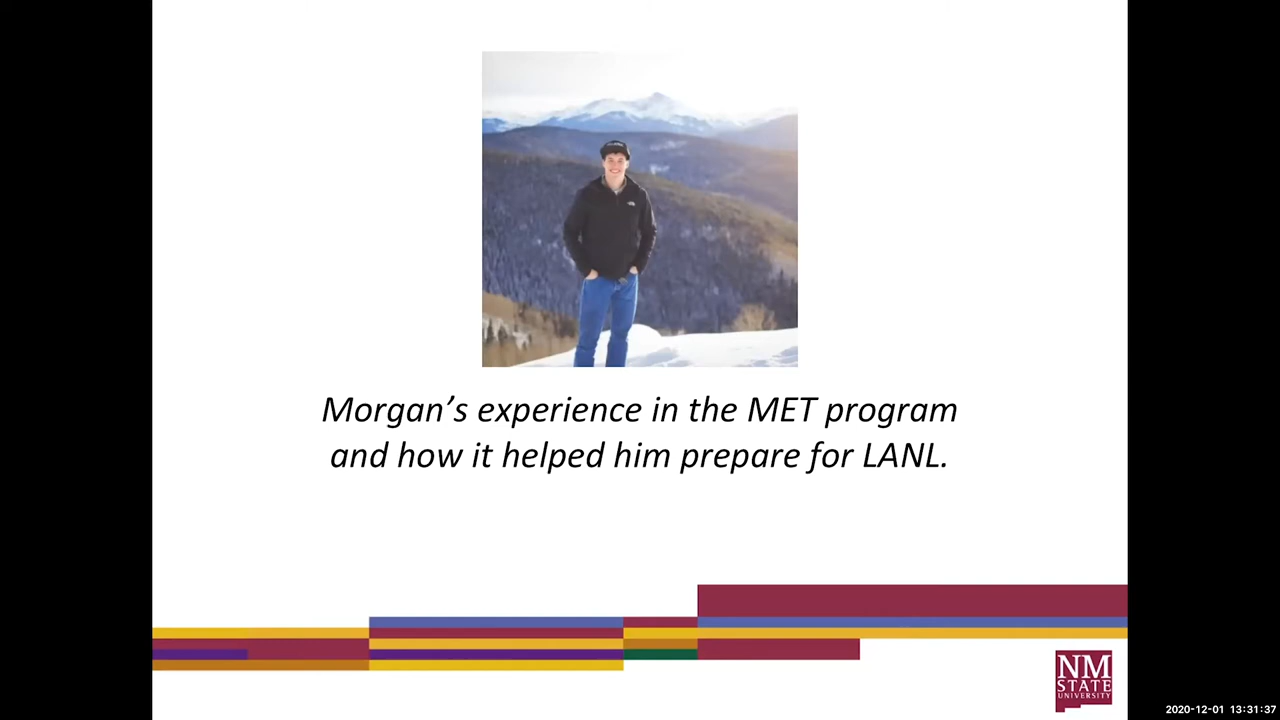 Morgan’s experience in the MET program
and how it helped him prepare for LANL.
NM
STATE
UNIVERSITY
2020-12-01 13:31:37